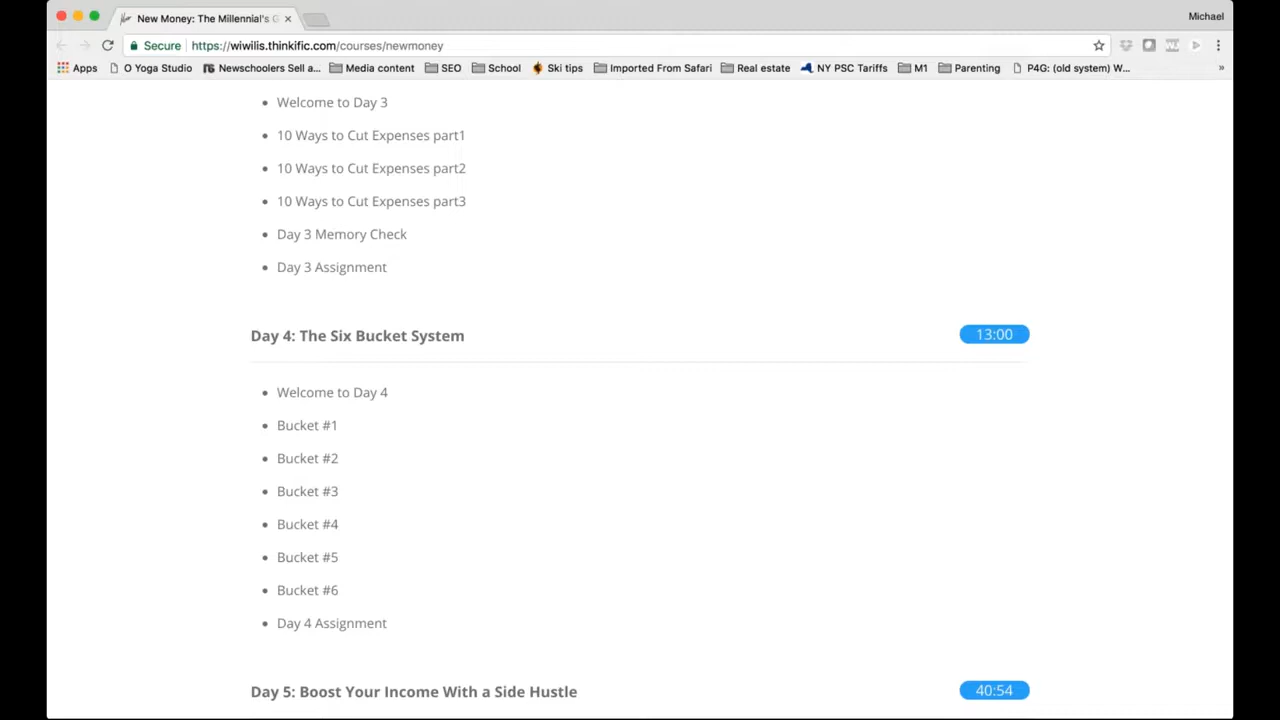 New Money: The Millennial's G
Michael
Secure https://wiwilis.thinkific.com/courses/newmoney
Apps O Yoga Studio Newschoolers Sell a... Media content SEO School Ski tips Imported From Safari Real estate NY PSC Tariffs M1 Parenting P4G: (old system) W... »
• Welcome to Day 3
• 10 Ways to Cut Expenses part1
• 10 Ways to Cut Expenses part2
• 10 Ways to Cut Expenses part3
• Day 3 Memory Check
• Day 3 Assignment
Day 4: The Six Bucket System 13:00
• Welcome to Day 4
• Bucket #1
• Bucket #2
• Bucket #3
• Bucket #4
• Bucket #5
• Bucket #6
• Day 4 Assignment
Day 5: Boost Your Income With a Side Hustle 40:54